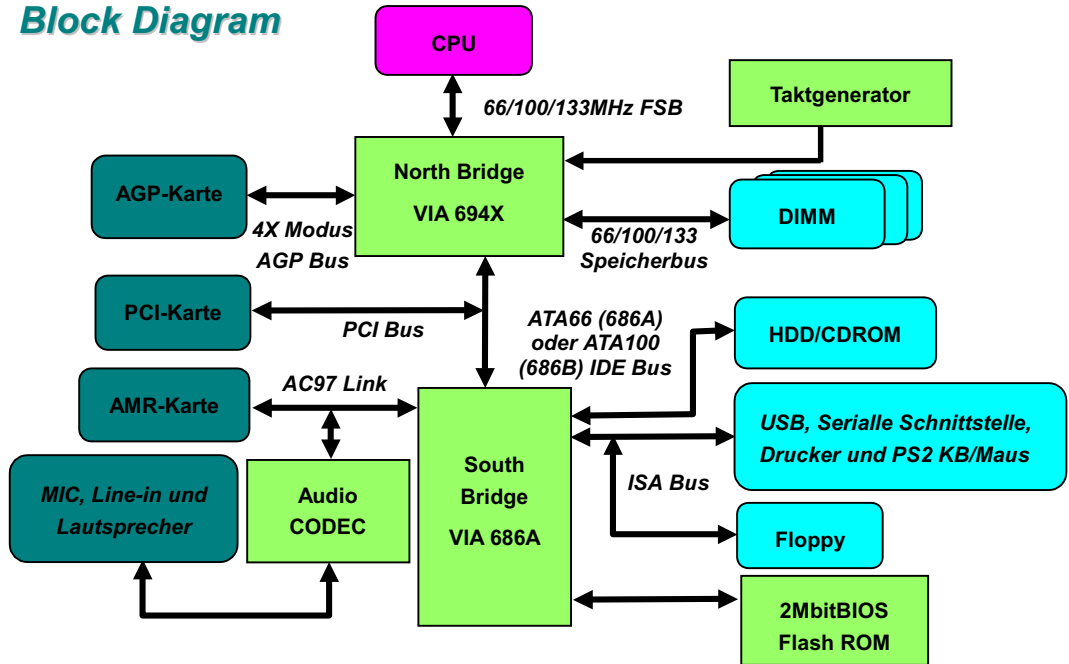 Block Diagram
CPU
66/100/133MHz FSB
Taktgenerator
North Bridge
VIA 694X
AGP-Karte
4X Modus
AGP Bus
66/100/133
Speicherbus
DIMM
PCI-Karte
PCI Bus
ATA66 (686A)
oder ATA100
(686B) IDE Bus
HDD/CDROM
AMR-Karte
AC97 Link
USB, Serialle Schnittstelle,
Drucker und PS2 KB/Maus
MIC, Line-in und
Lautsprecher
Audio
CODEC
South
Bridge
VIA 686A
ISA Bus
Floppy
2MbitBIOS
Flash ROM